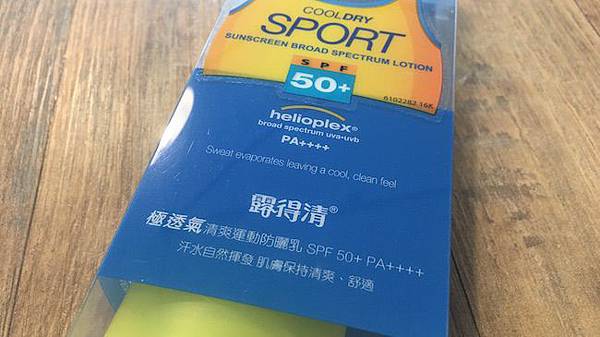 COOLDRY
SPORT
SUNSCREEN BROAD SPECTRUM LOTION
SPF
50+
6102282 16K
helioplex®
broad spectrum uva•uvb
PA++++
Sweat evaporates leaving a cool, clean feel
露得清®
極透氣清爽運動防曬乳 SPF 50+ PA++++
汗水自然揮發 肌膚保持清爽、舒適